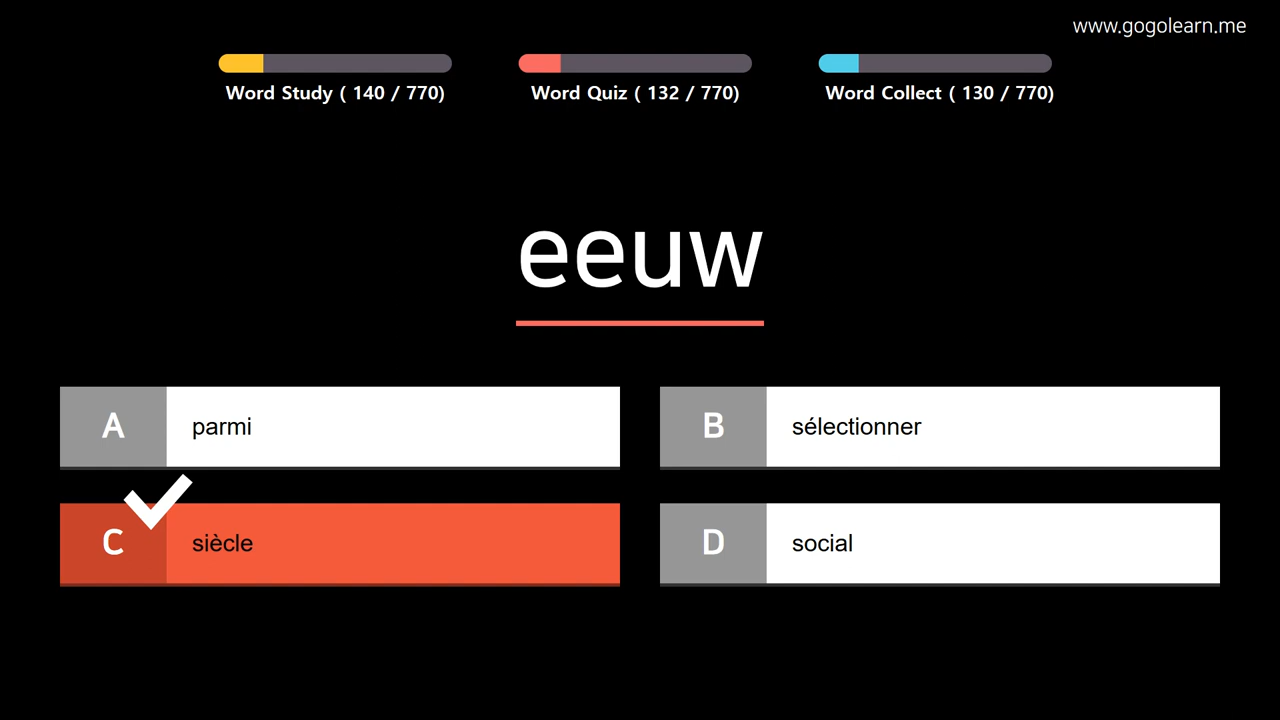 www.gogolearn.me
Word Study ( 140 / 770)
Word Quiz ( 132 / 770)
Word Collect ( 130 / 770)
eeuw
A parmi
B sélectionner
C siècle
D social